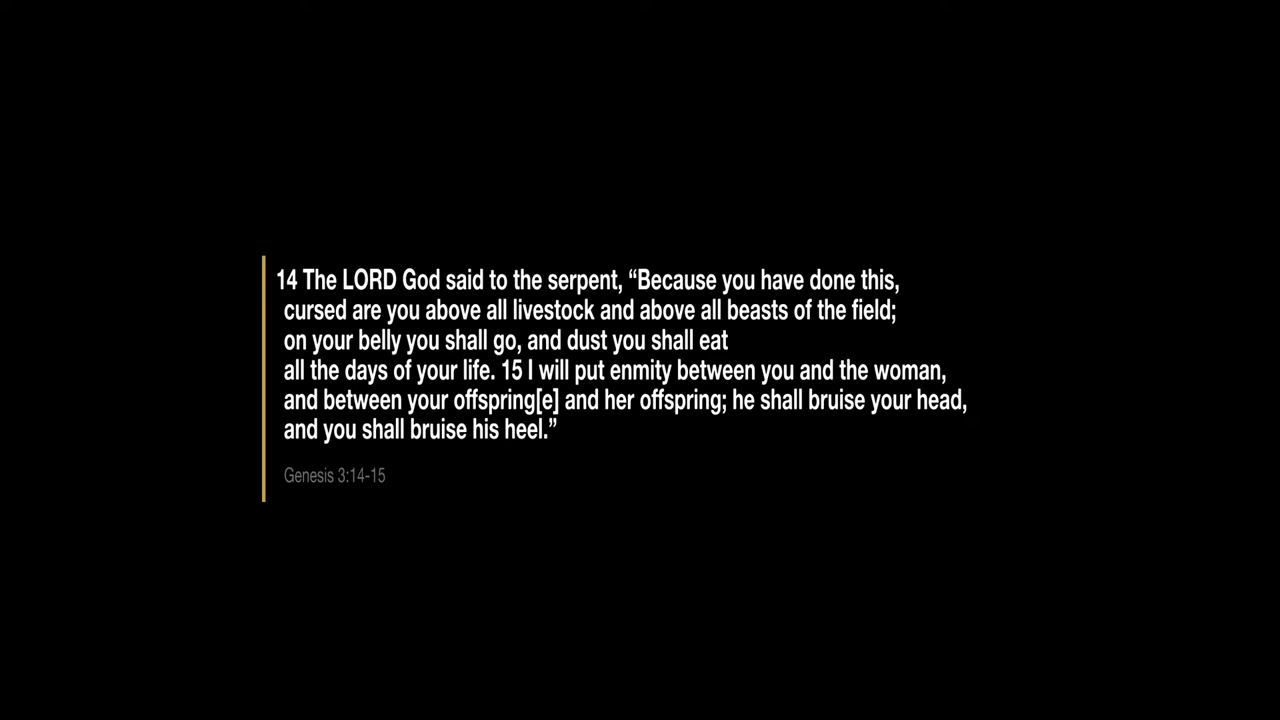 14 The LORD God said to the serpent, “Because you have done this,
cursed are you above all livestock and above all beasts of the field;
on your belly you shall go, and dust you shall eat
all the days of your life. 15 I will put enmity between you and the woman,
and between your offspring[e] and her offspring; he shall bruise your head,
and you shall bruise his heel.”
Genesis 3:14-15